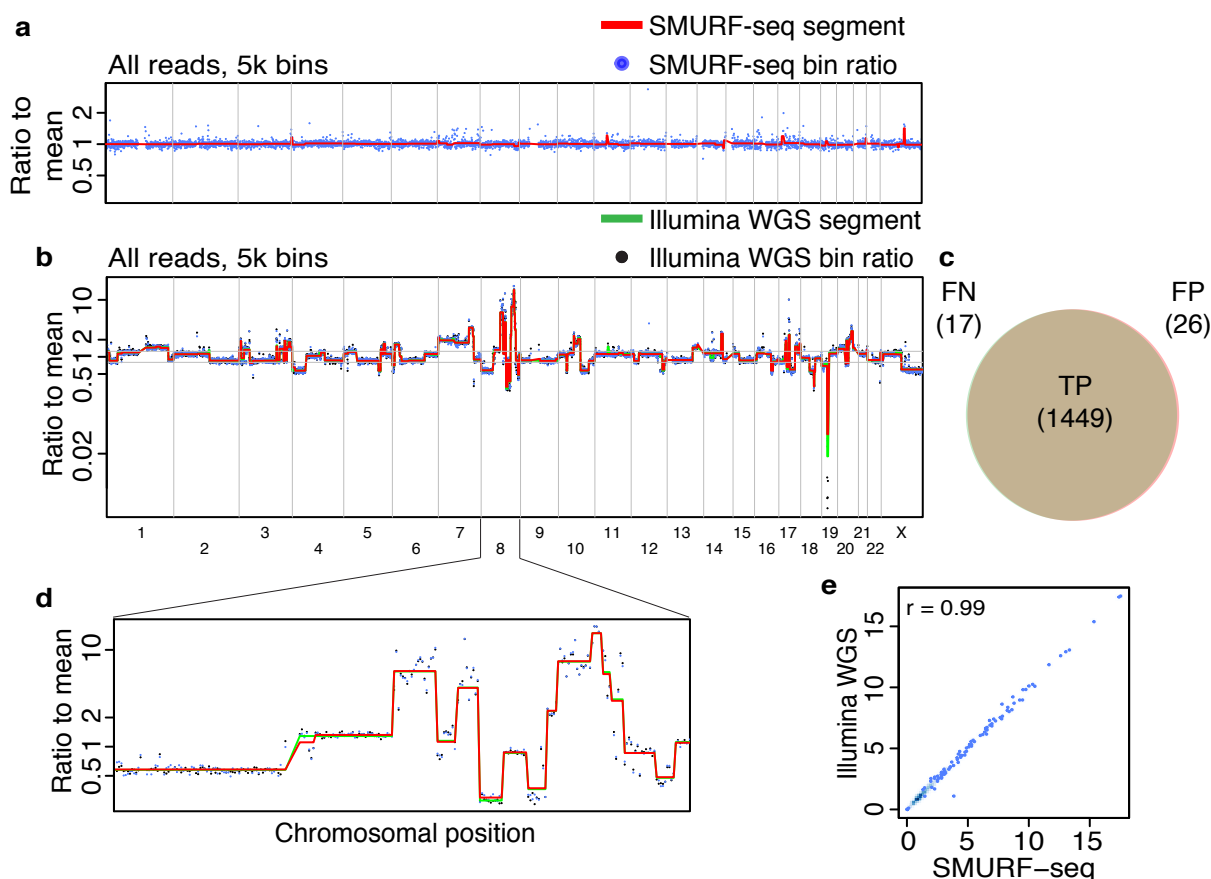 a
SMURF-seq segment
SMURF-seq bin ratio
All reads, 5k bins
Ratio to
mean
2
1
0.5
Illumina WGS segment
Illumina WGS bin ratio
b
All reads, 5k bins
Ratio to mean
10
2
1
0.5
0.02
1 3 5 7 9 11 13 15 17 19 21 X
2 4 6 8 10 12 14 16 18 20 22
c
FN
(17)
FP
(26)
TP
(1449)
d
Ratio to mean
10
2
1
0.5
Chromosomal position
e
r = 0.99
Illumina WGS
15
10
5
0
0 5 10 15
SMURF−seq